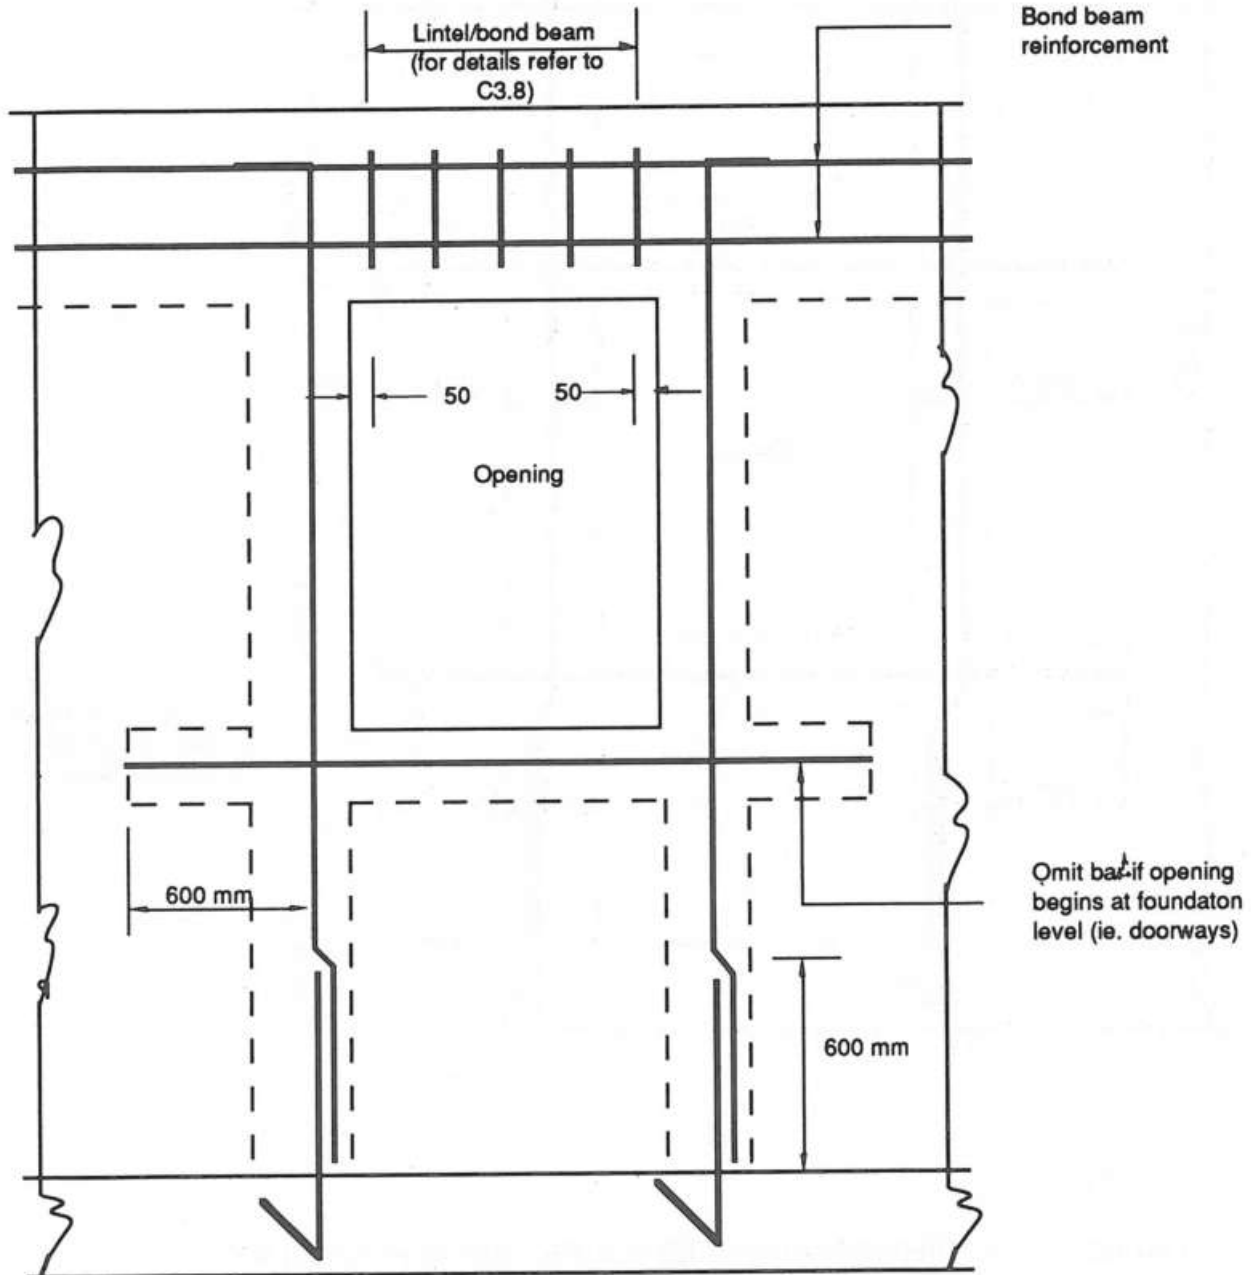 Lintel/bond beam
(for details refer to
C3.8)
Bond beam
reinforcement
50
50
Opening
600 mm
Omit bar if opening
begins at foundaton
level (ie. doorways)
600 mm